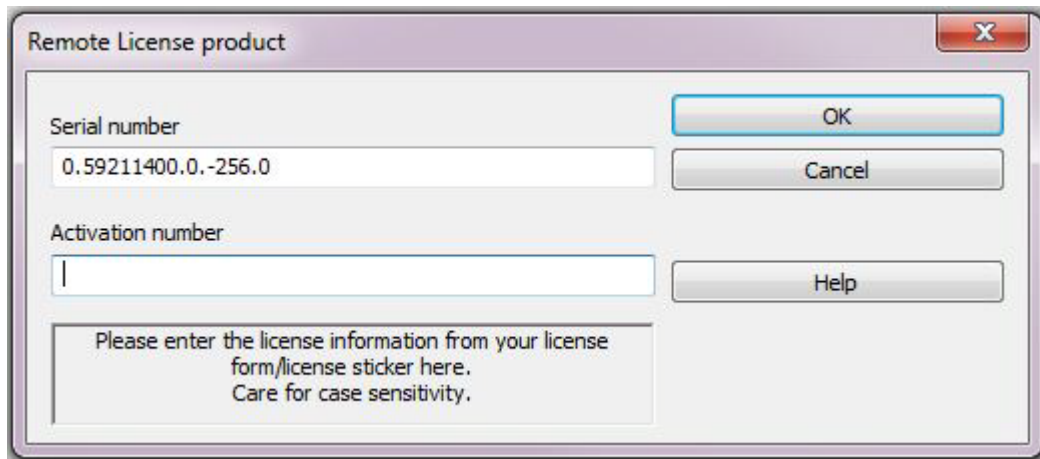 Remote License product
Serial number
OK
0.59211400.0.-256.0
Cancel
Activation number
Help
Please enter the license information from your license
form/license sticker here.
Care for case sensitivity.